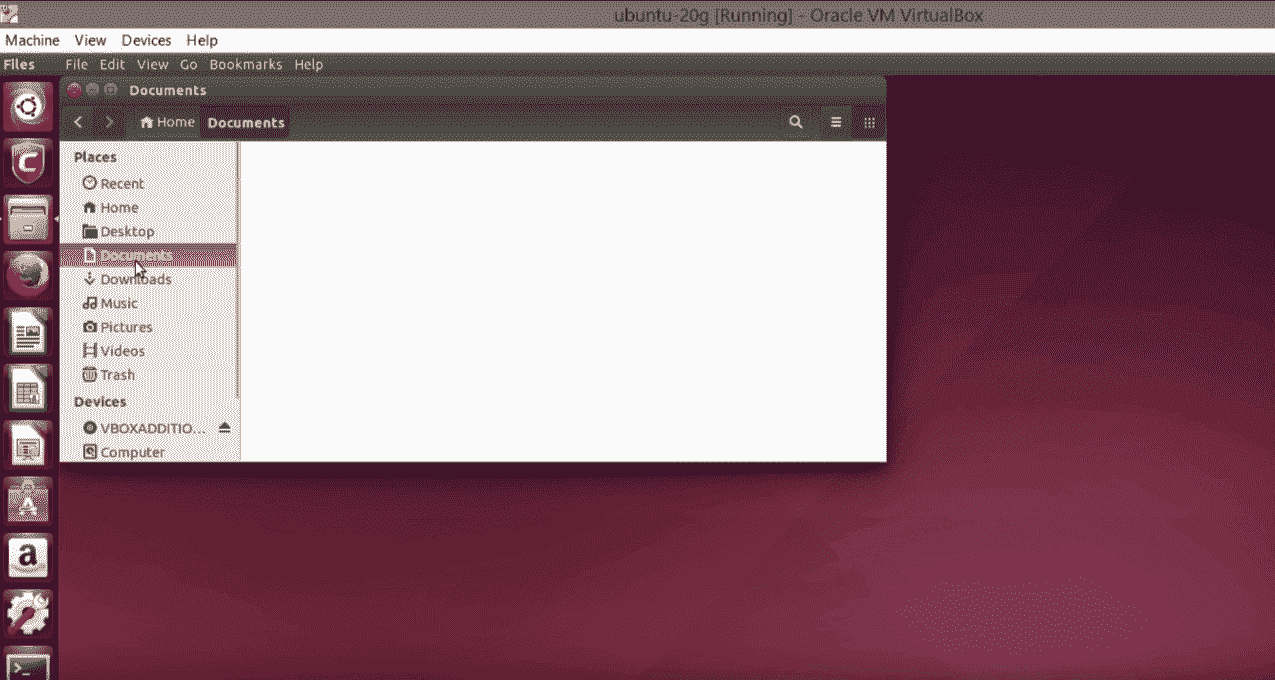 ubuntu-20g [Running] - Oracle VM VirtualBox
Machine View Devices Help
Files File Edit View Go Bookmarks Help
Documents
Home Documents
Places
Recent
Home
Desktop
Documents
Downloads
Music
Pictures
Videos
Trash
Devices
VBOXADDITIO...
Computer